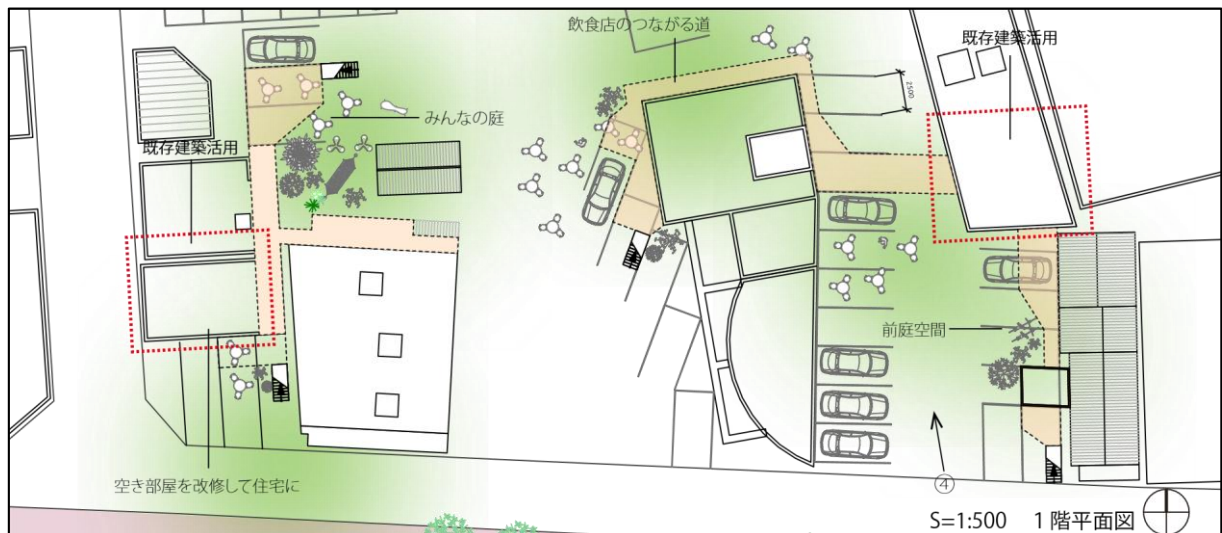 飲食店のつながる道
既存建築活用
2500
みんなの庭
既存建築活用
前庭空間
空き部屋を改修して住宅に
④
S=1:500 1階平面図